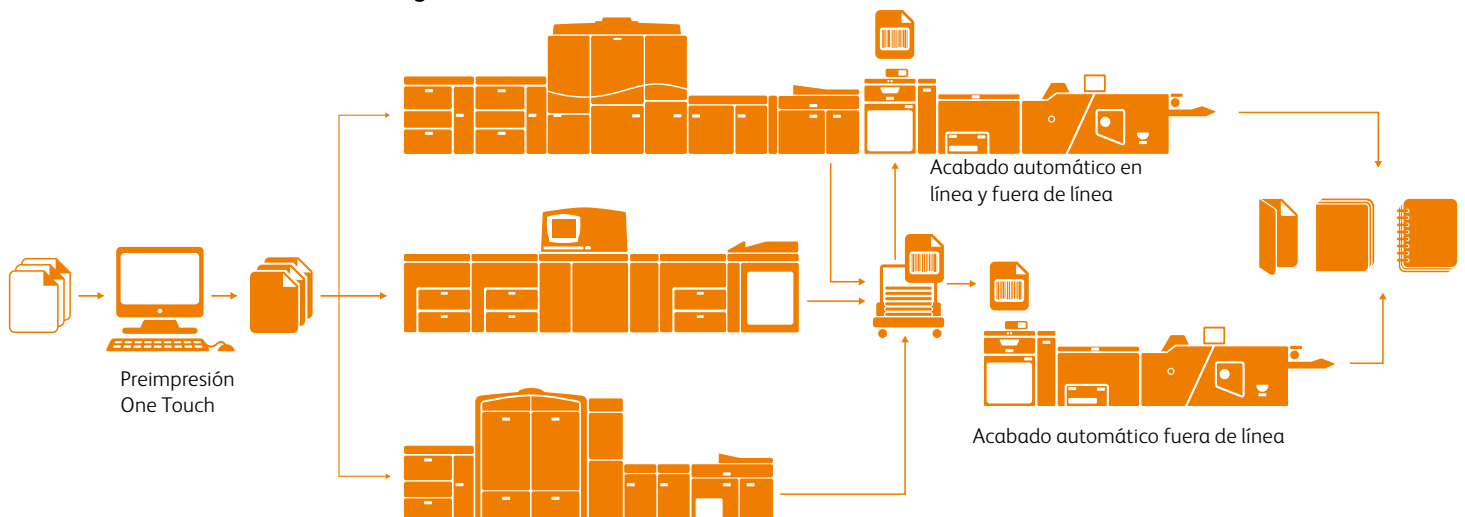 Acabado automático en
línea y fuera de línea
Preimpresión
One Touch
Acabado automático fuera de línea